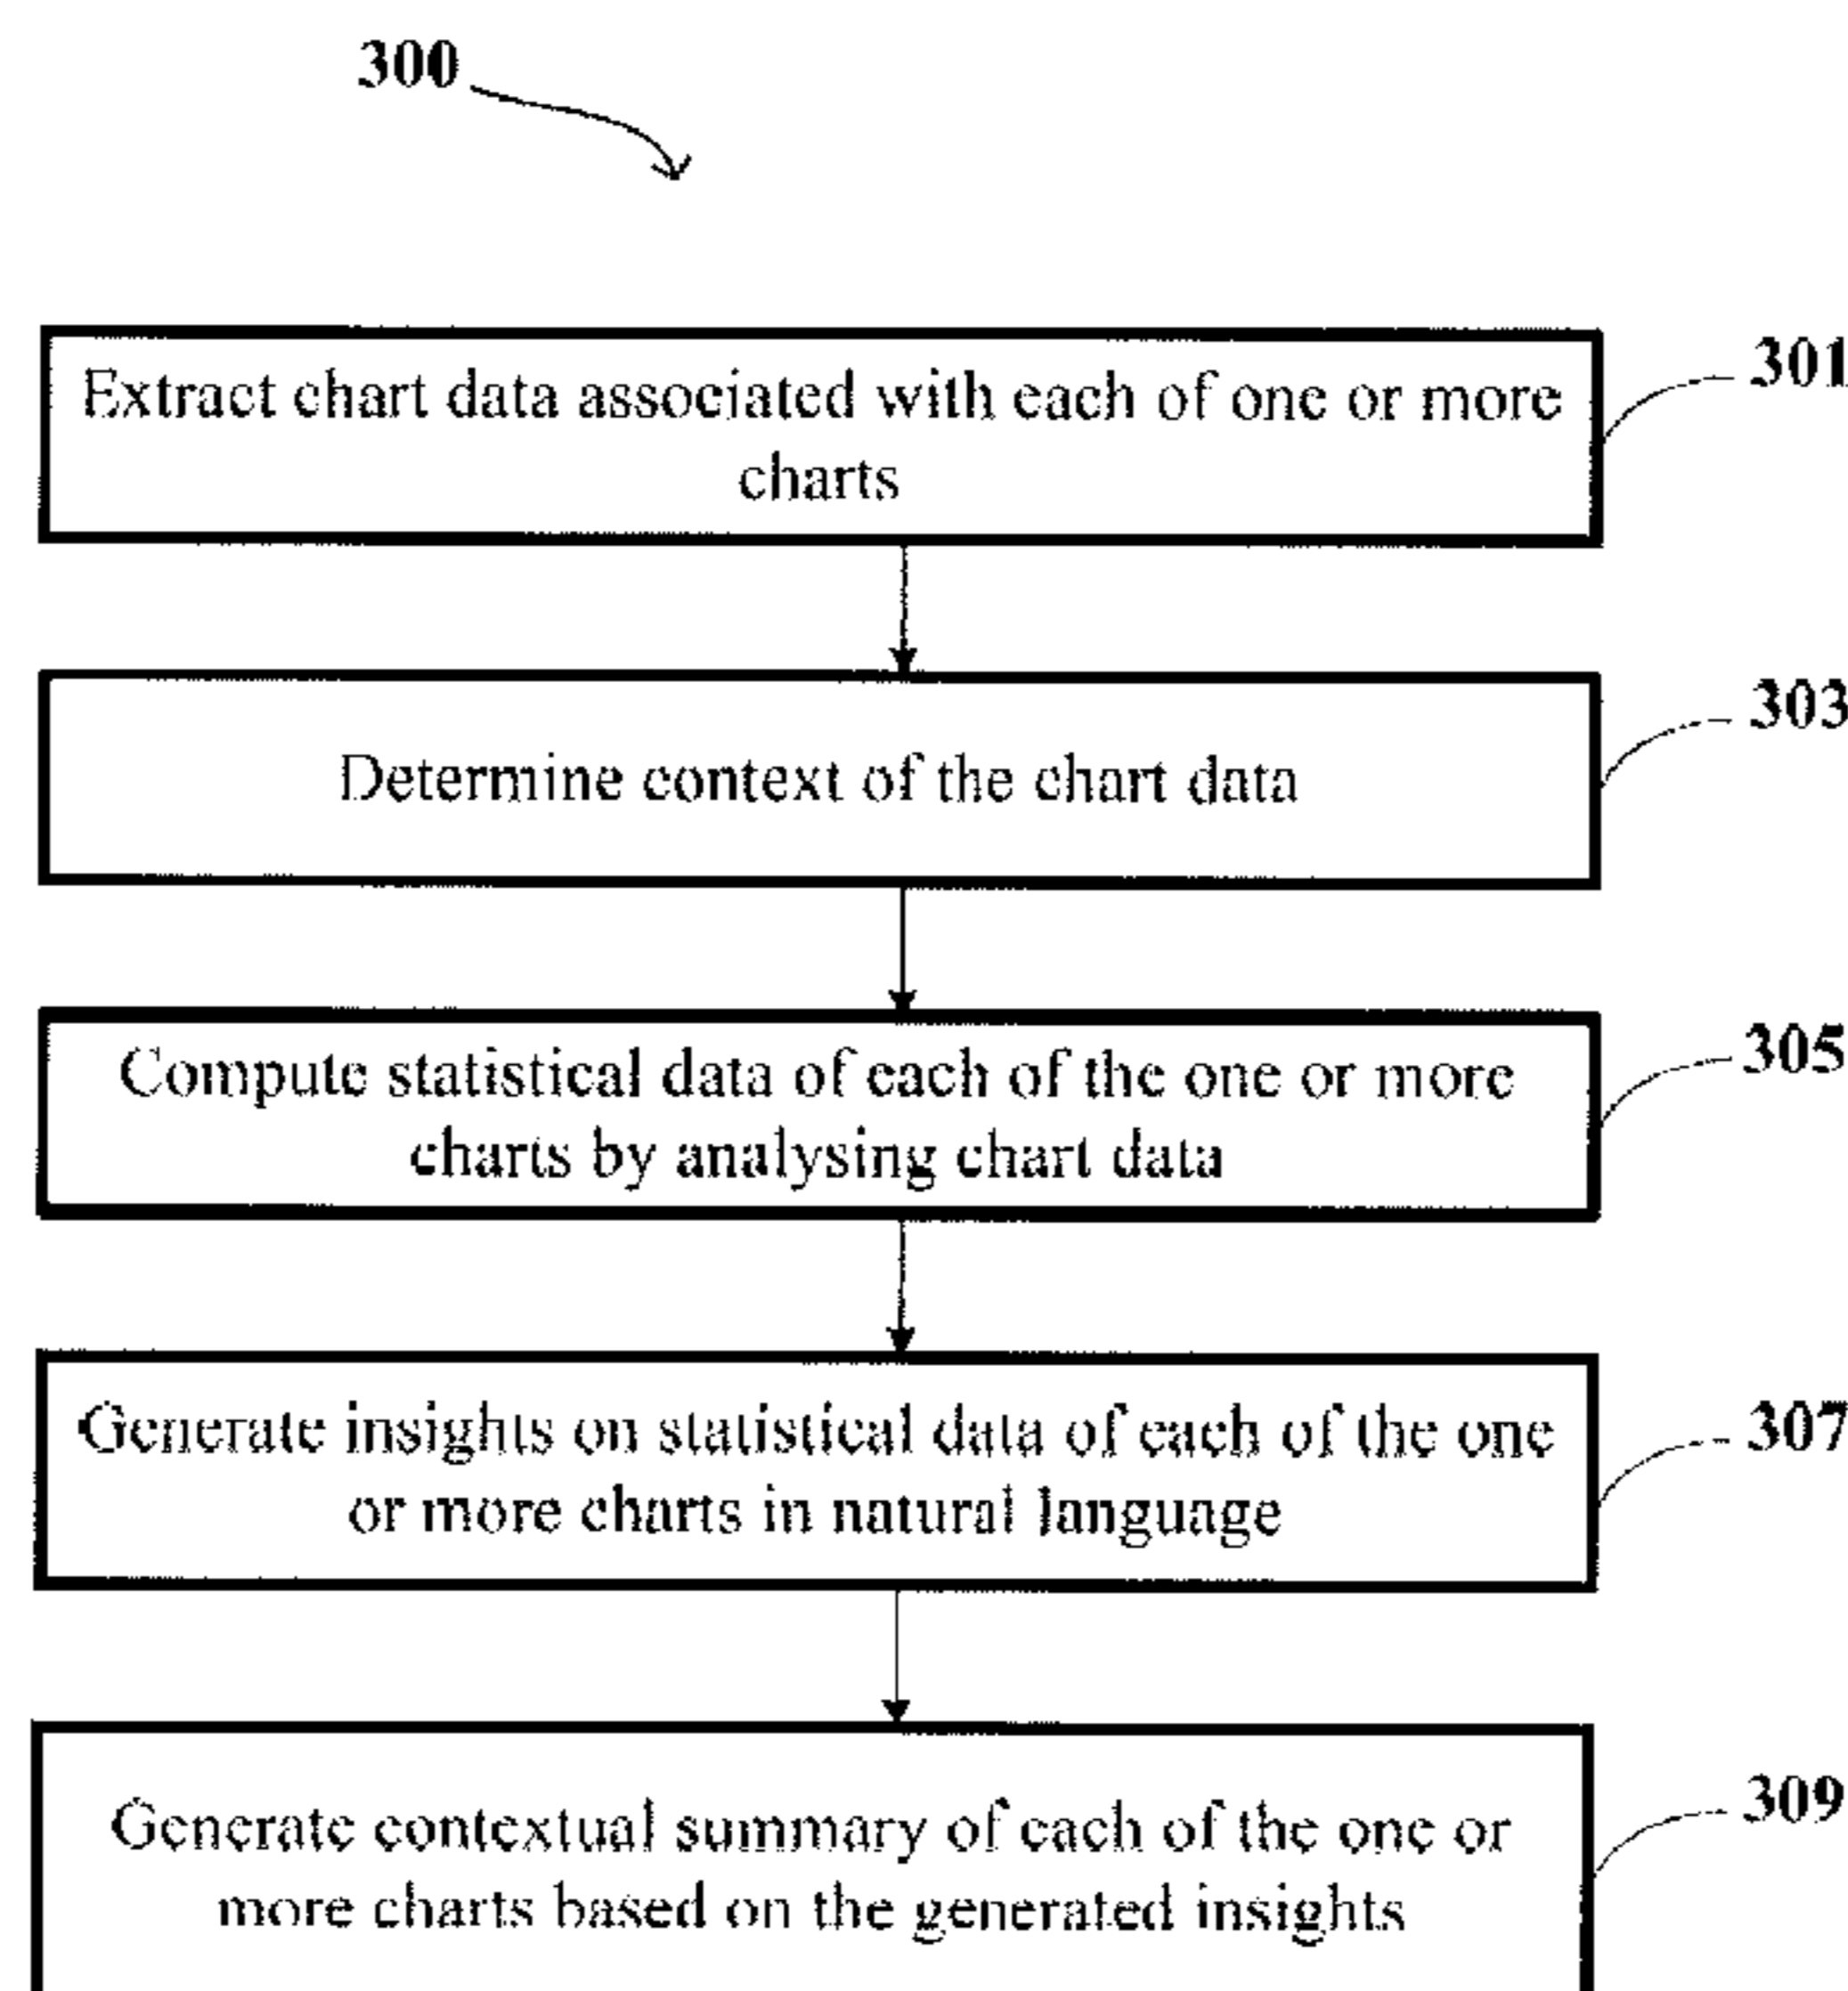 300
Extract chart data associated with each of one or more
charts
301
Determine context of the chart data
303
Compute statistical data of each of the one or more
charts by analysing chart data
305
Generate insights on statistical data of each of the one
or more charts in natural language
307
Generate contextual summary of each of the one or
more charts based on the generated insights
309